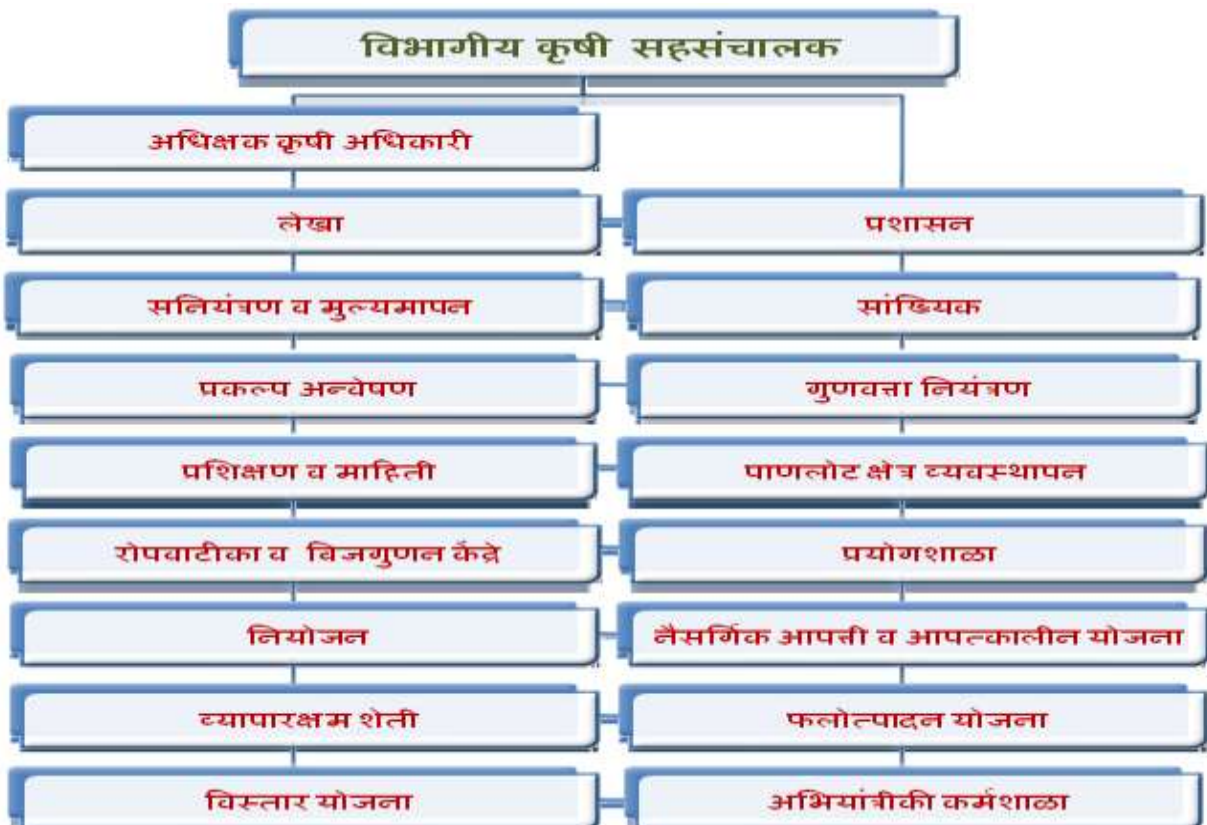 विभागीय कृषी सहसंचालक
अधिक्षक कृषी अधिकारी
लेखा
प्रशासन
सनियंत्रण व मुल्यमापन
सांख्यिक
प्रकल्प अन्वेषण
गुणवत्ता नियंत्रण
प्रशिक्षण व माहिती
पाणलोट क्षेत्र व्यवस्थापन
रोपवाटीका व बिजगुणन केंद्रे
प्रयोगशाळा
नियोजन
नैसर्गिक आपत्ती व आपत्कालीन योजना
व्यापारक्षम शेती
फलोत्पादन योजना
विस्तार योजना
अभियांत्रीकी कर्मशाळा